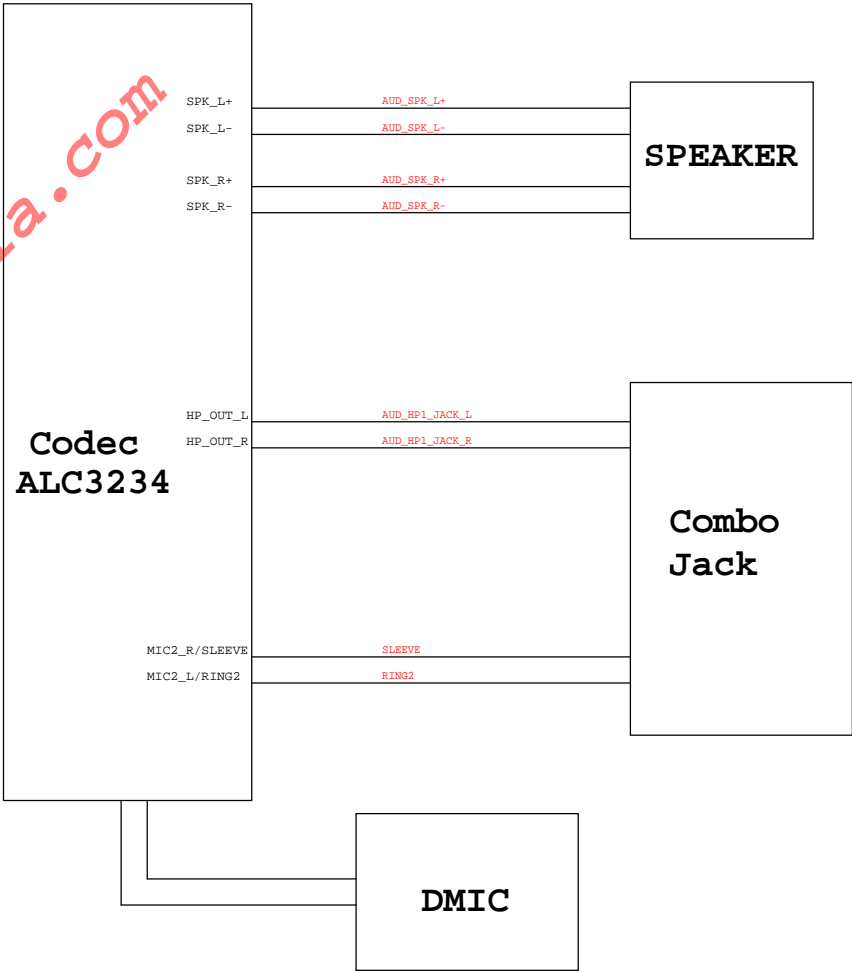 SPK_L+ AUD_SPK_L+
SPK_L- AUD_SPK_L-
SPEAKER
SPK_R+ AUD_SPK_R+
SPK_R- AUD_SPK_R-
a.com
HP_OUT_L AUD_HP1_JACK_L
HP_OUT_R AUD_HP1_JACK_R
Codec
ALC3234
Combo
Jack
MIC2_R/SLEEVE SLEEVE
MIC2_L/RING2 RING2
DMIC